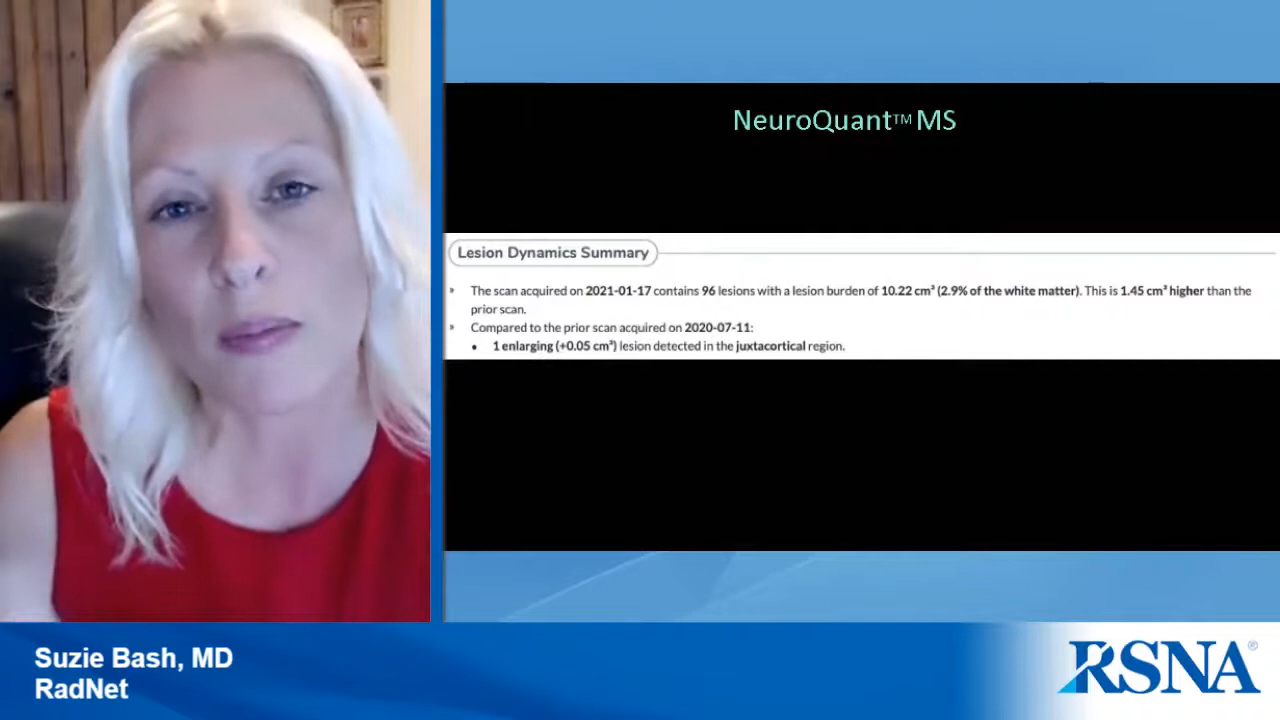 NeuroQuant™ MS
Lesion Dynamics Summary
» The scan acquired on 2021-01-17 contains 96 lesions with a lesion burden of 10.22 cm³ (2.9% of the white matter). This is 1.45 cm³ higher than the
prior scan.
» Compared to the prior scan acquired on 2020-07-11:
• 1 enlarging (+0.05 cm³) lesion detected in the juxtacortical region.
Suzie Bash, MD
RadNet
RSNA®